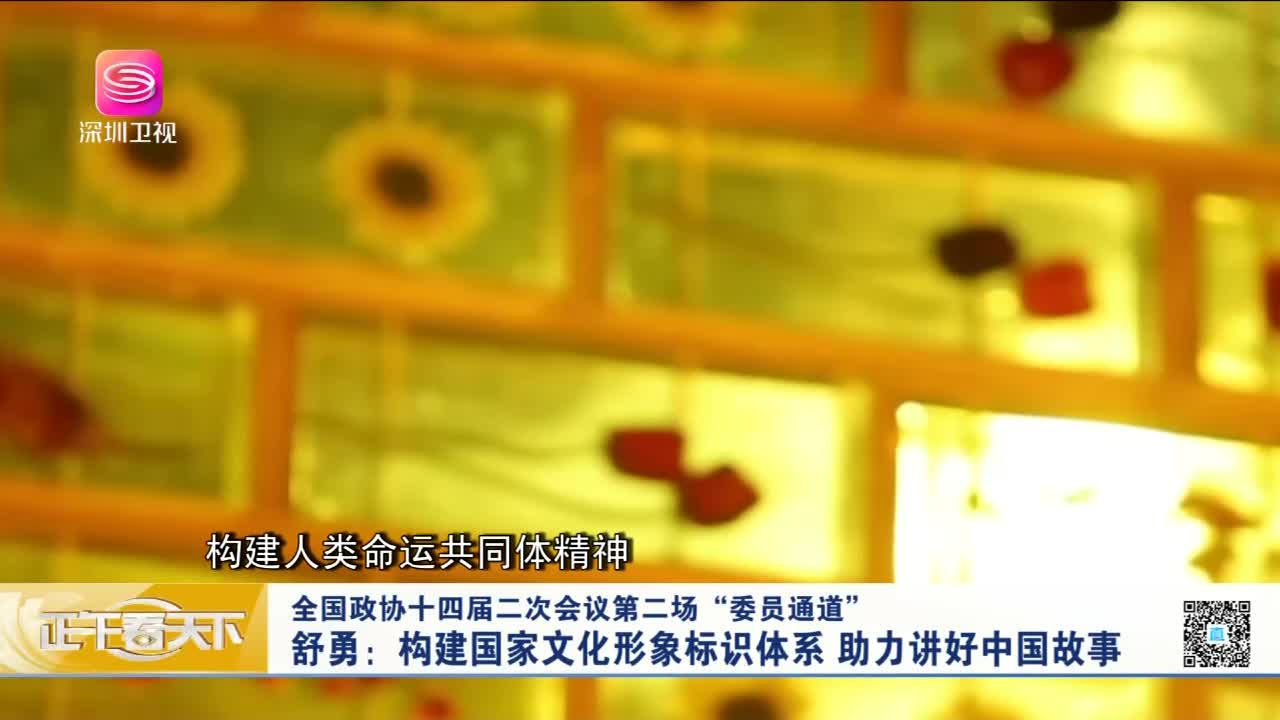 深圳卫视
构建人类命运共同体精神
正午看天下
全国政协十四届二次会议第二场“委员通道”
舒勇：构建国家文化形象标识体系 助力讲好中国故事